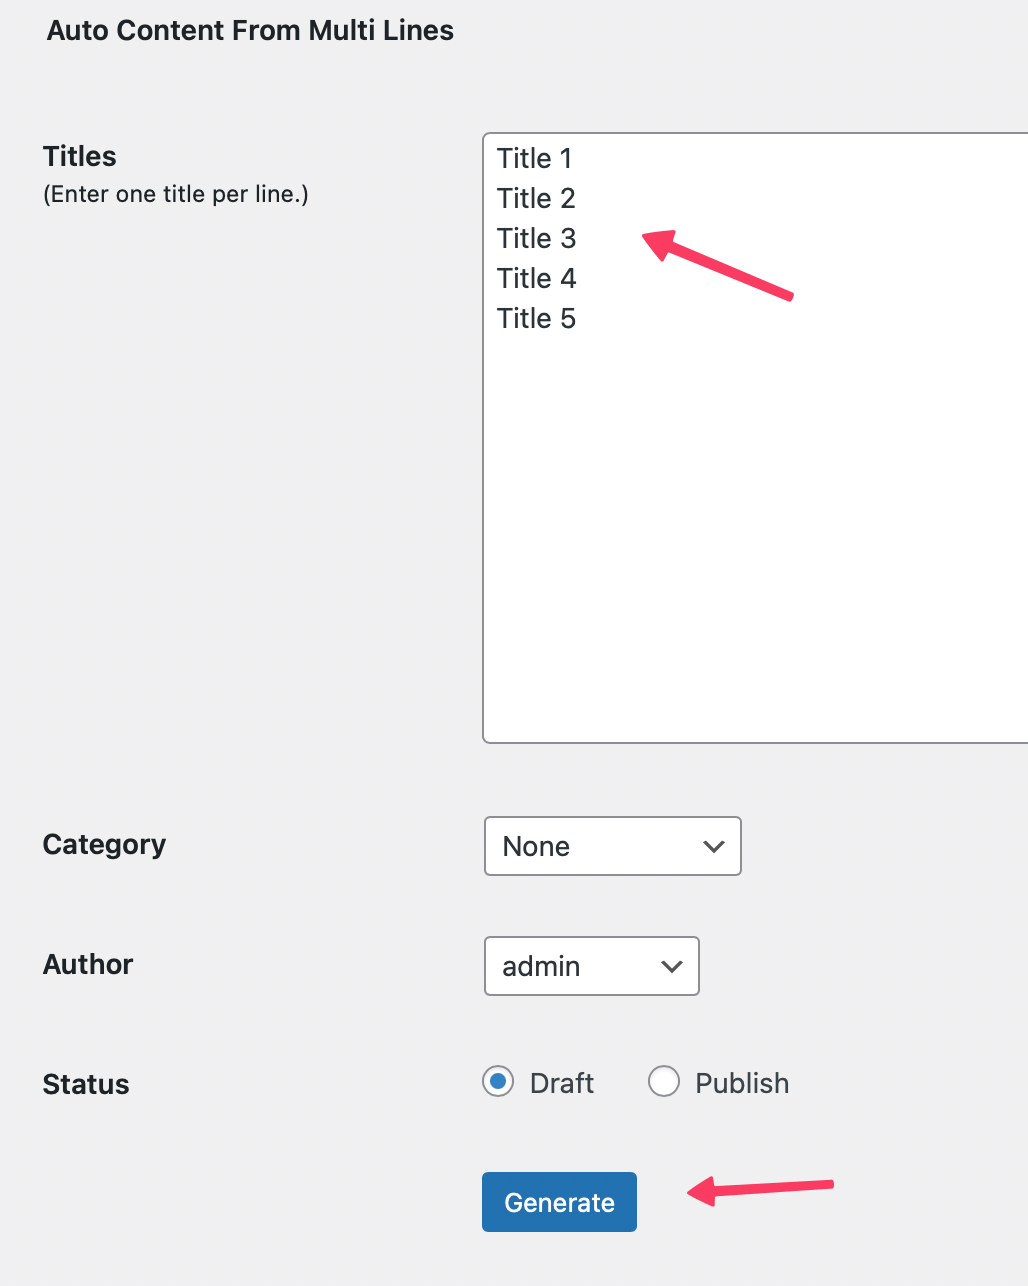 Auto Content From Multi Lines
Titles
(Enter one title per line.)
Title 1
Title 2
Title 3
Title 4
Title 5
Category
None
Author
admin
Status
Draft
Publish
Generate